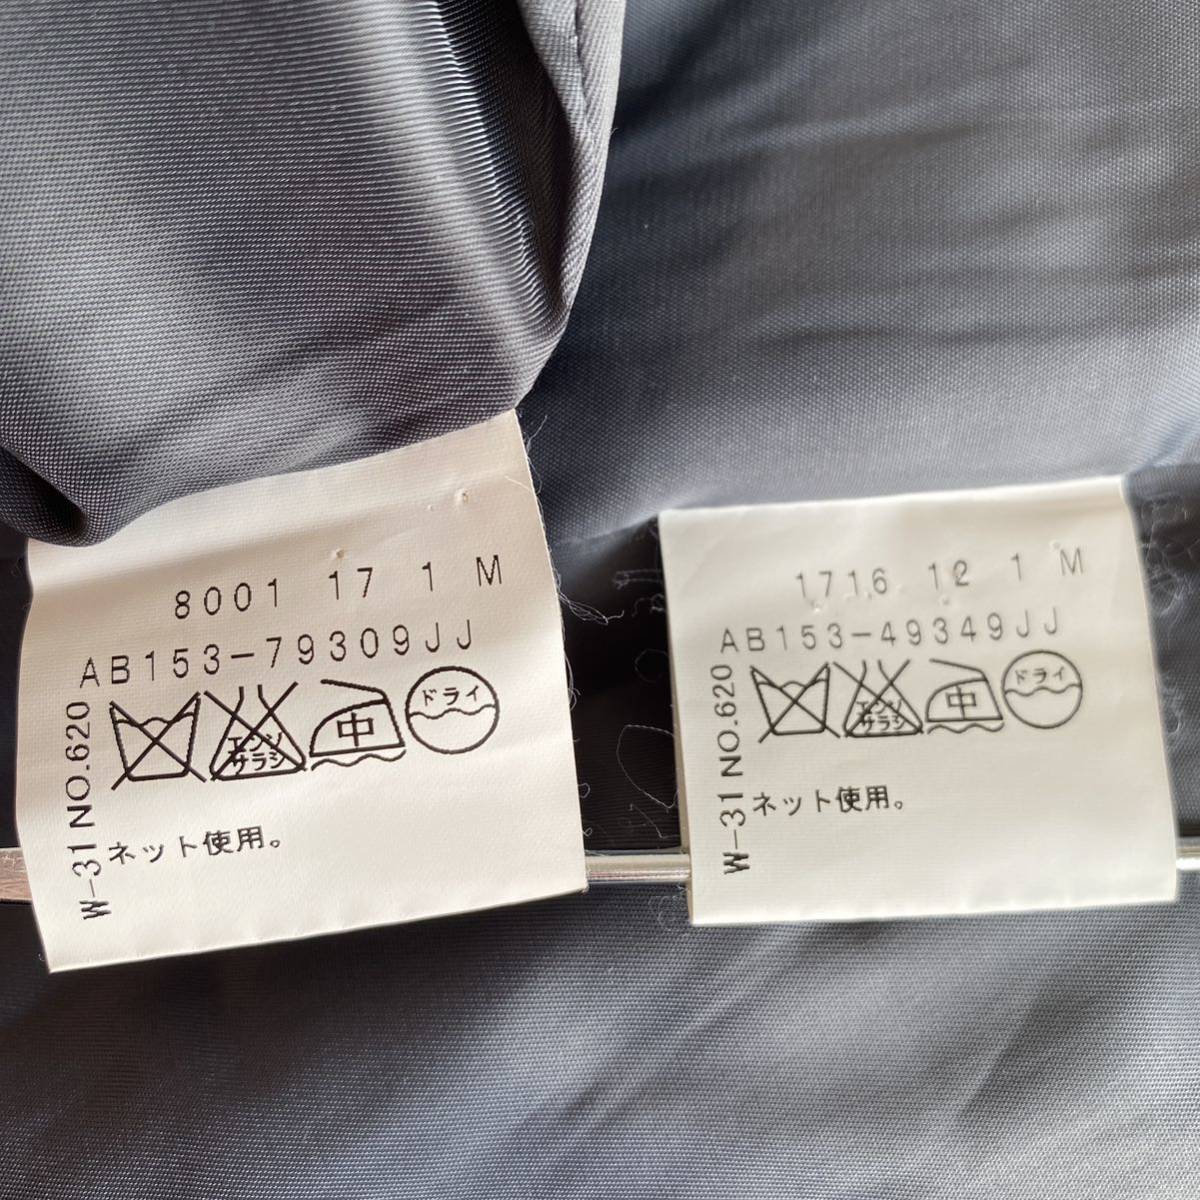 8001 17 1 M
AB153-79309JJ
エンソ
サラシ
中
ドライ
ネット使用。
W-31 NO.620
1716 12 1 M
AB153-49349JJ
エンソ
サラシ
中
ドライ
ネット使用。
W-31 NO.620